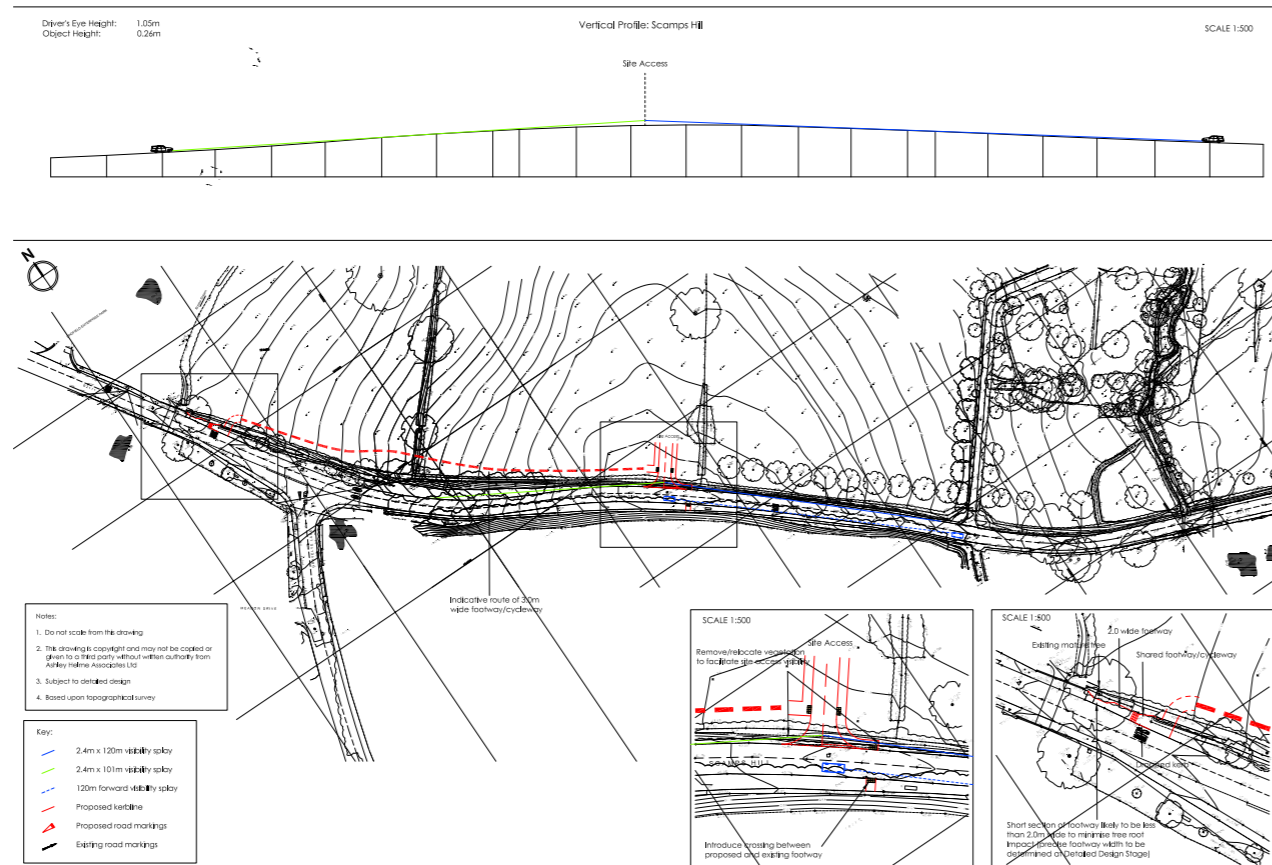 Driver's Eye Height: 1.05m
Object Height: 0.26m
Vertical Profile: Scamps Hill
SCALE 1:500
Site Access
N
SITE ACCESS
Indicative route of 3.0m
wide footway/cycleway
Notes:
1. Do not scale from this drawing
2. This drawing is copyright and may not be copied or
given to a third party without written authority from
Ashley Helme Associates Ltd
3. Subject to detailed design
4. Based upon topographical survey
Key:
2.4m x 120m visibility splay
2.4m x 101m visibility splay
120m forward visibility splay
Proposed kerbline
Proposed road markings
Existing road markings
SCALE 1:500
Site Access
Remove/relocate vegetation
to facilitate site access visibility
SCAMPS HILL
Introduce crossing between
proposed and existing footway
SCALE 1:500
2.0 wide footway
Existing mature tree
Shared footway/cycleway
Dropped kerb
Short section of footway likely to be less
than 2.0m wide to minimise tree root
impact (precise footway width to be
determined at Detailed Design Stage)